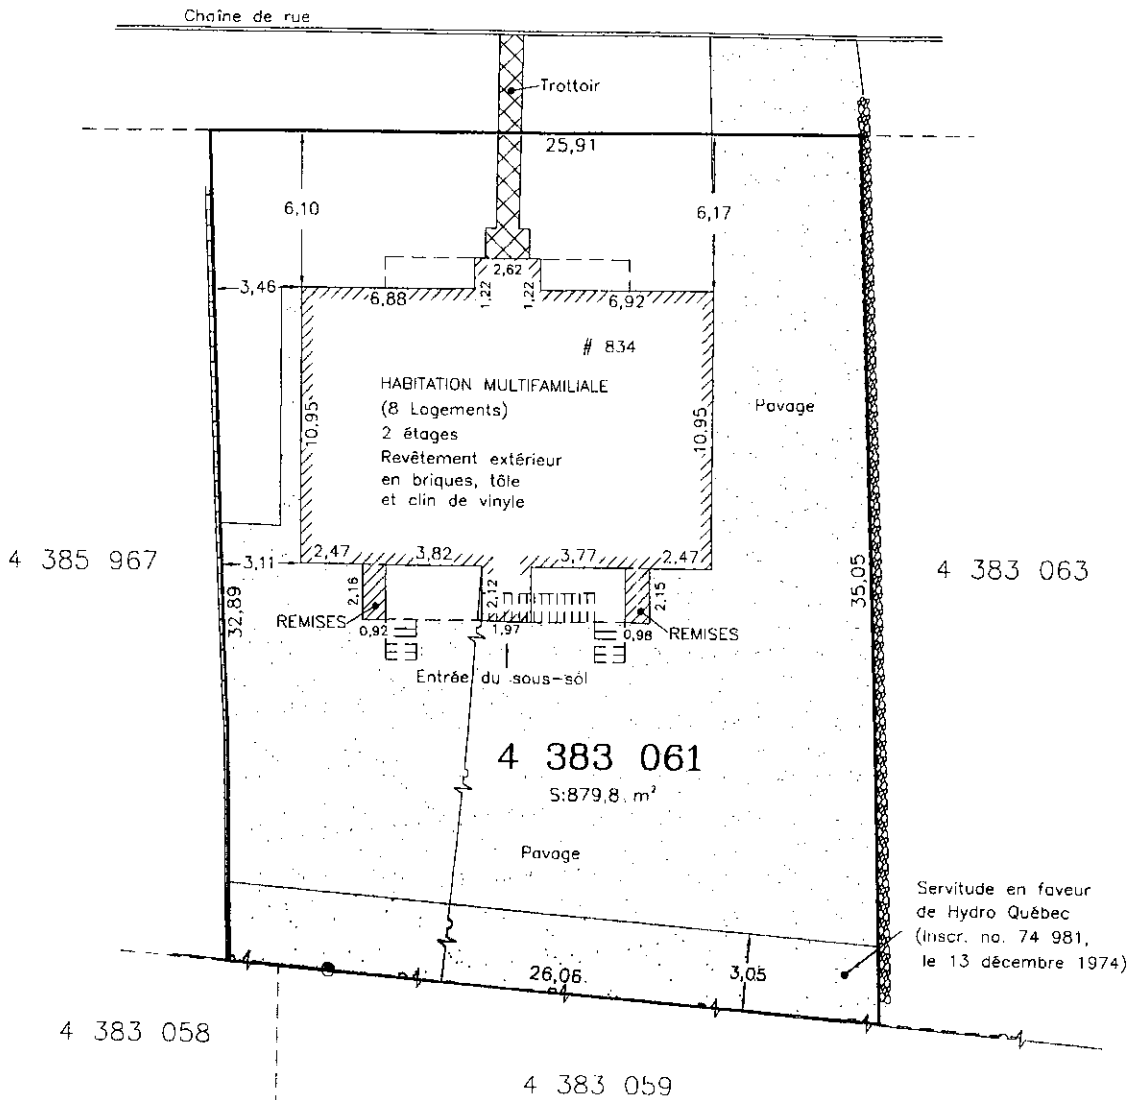 Chaîne de rue
Trottoir
25,91
6,10
6,17
2,62
3,46
6,88
1,22
1,22
6,92
# 834
HABITATION MULTIFAMILIALE
(8 Logements)
2 étages
Revêtement extérieur
en briques, tôle
et clin de vinyle
10,95
10,95
Pavage
2,47
3,82
3,77
2,47
3,11
4 385 967
4 383 063
32,89
35,05
2,16
2,12
2,15
REMISES
0,92
1,97
0,98
REMISES
Entrée du sous-sol
4 383 061
S:879,8 m²
Pavage
Servitude en faveur
de Hydro Québec
(inscr. no. 74 981,
le 13 décembre 1974)
26,06
3,05
4 383 058
4 383 059